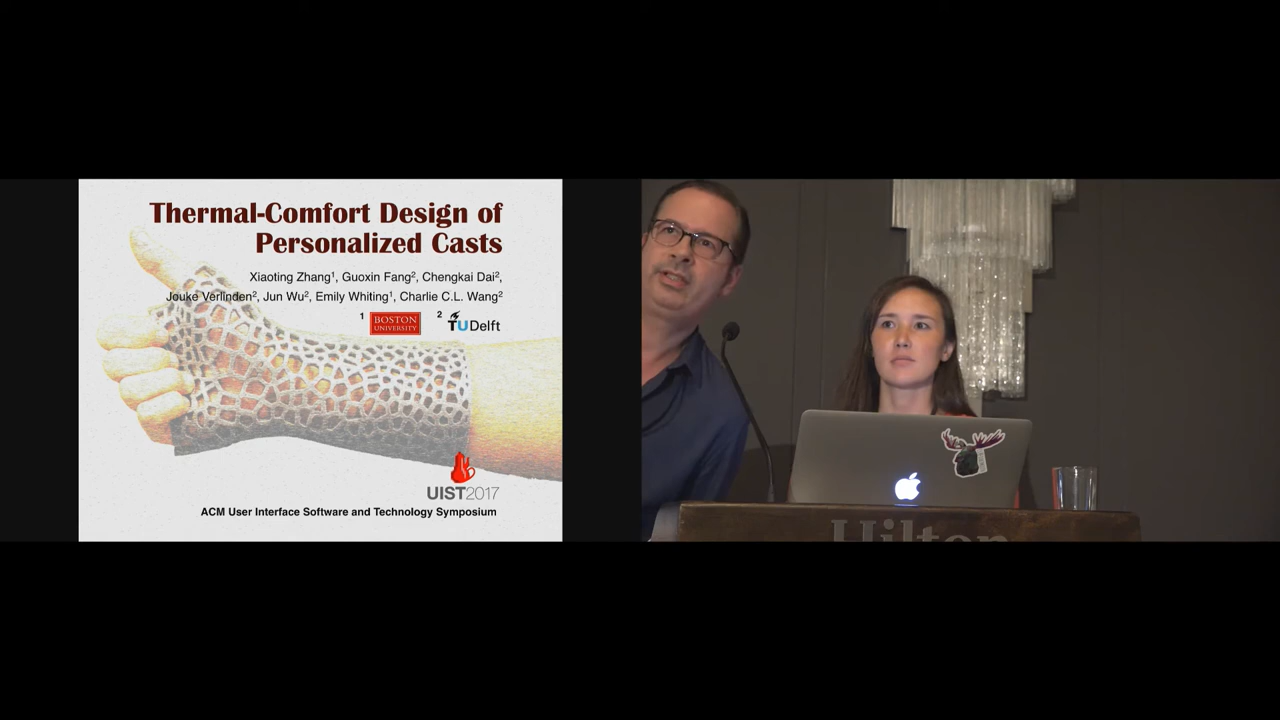 Thermal-Comfort Design of
Personalized Casts
Xiaoting Zhang¹, Guoxin Fang², Chengkai Dai²,
Jouke Verlinden², Jun Wu², Emily Whiting¹, Charlie C.L. Wang²
1 BOSTON UNIVERSITY 2 TUDelft
UIST2017
ACM User Interface Software and Technology Symposium
Hilton